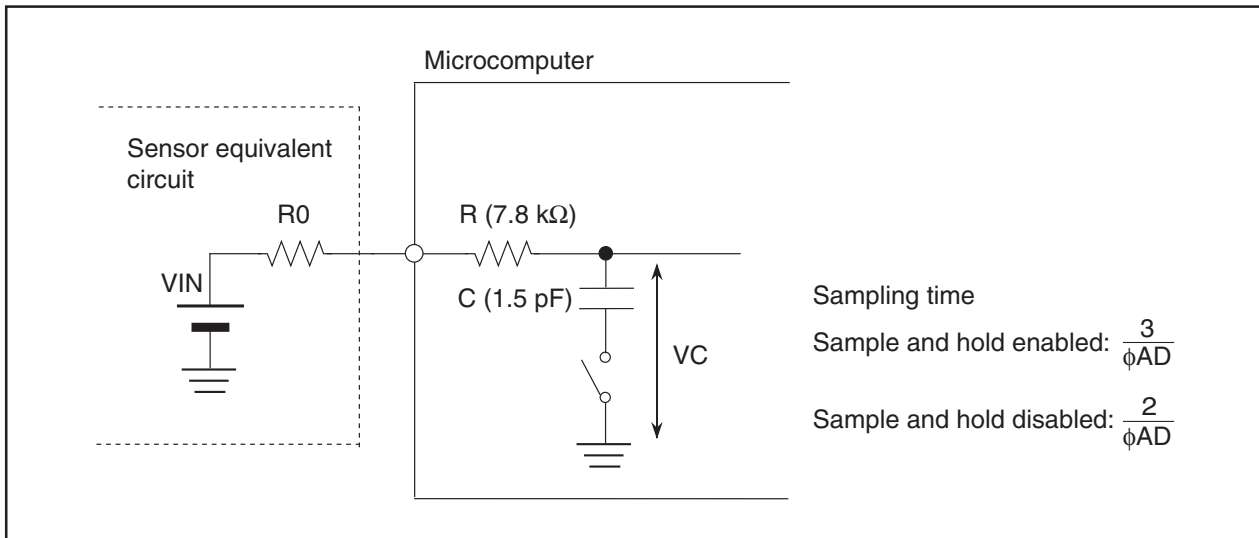 Microcomputer
Sensor equivalent
circuit
R0
R (7.8 kΩ)
VIN
C (1.5 pF)
VC
Sampling time
Sample and hold enabled: 3/ϕAD
Sample and hold disabled: 2/ϕAD